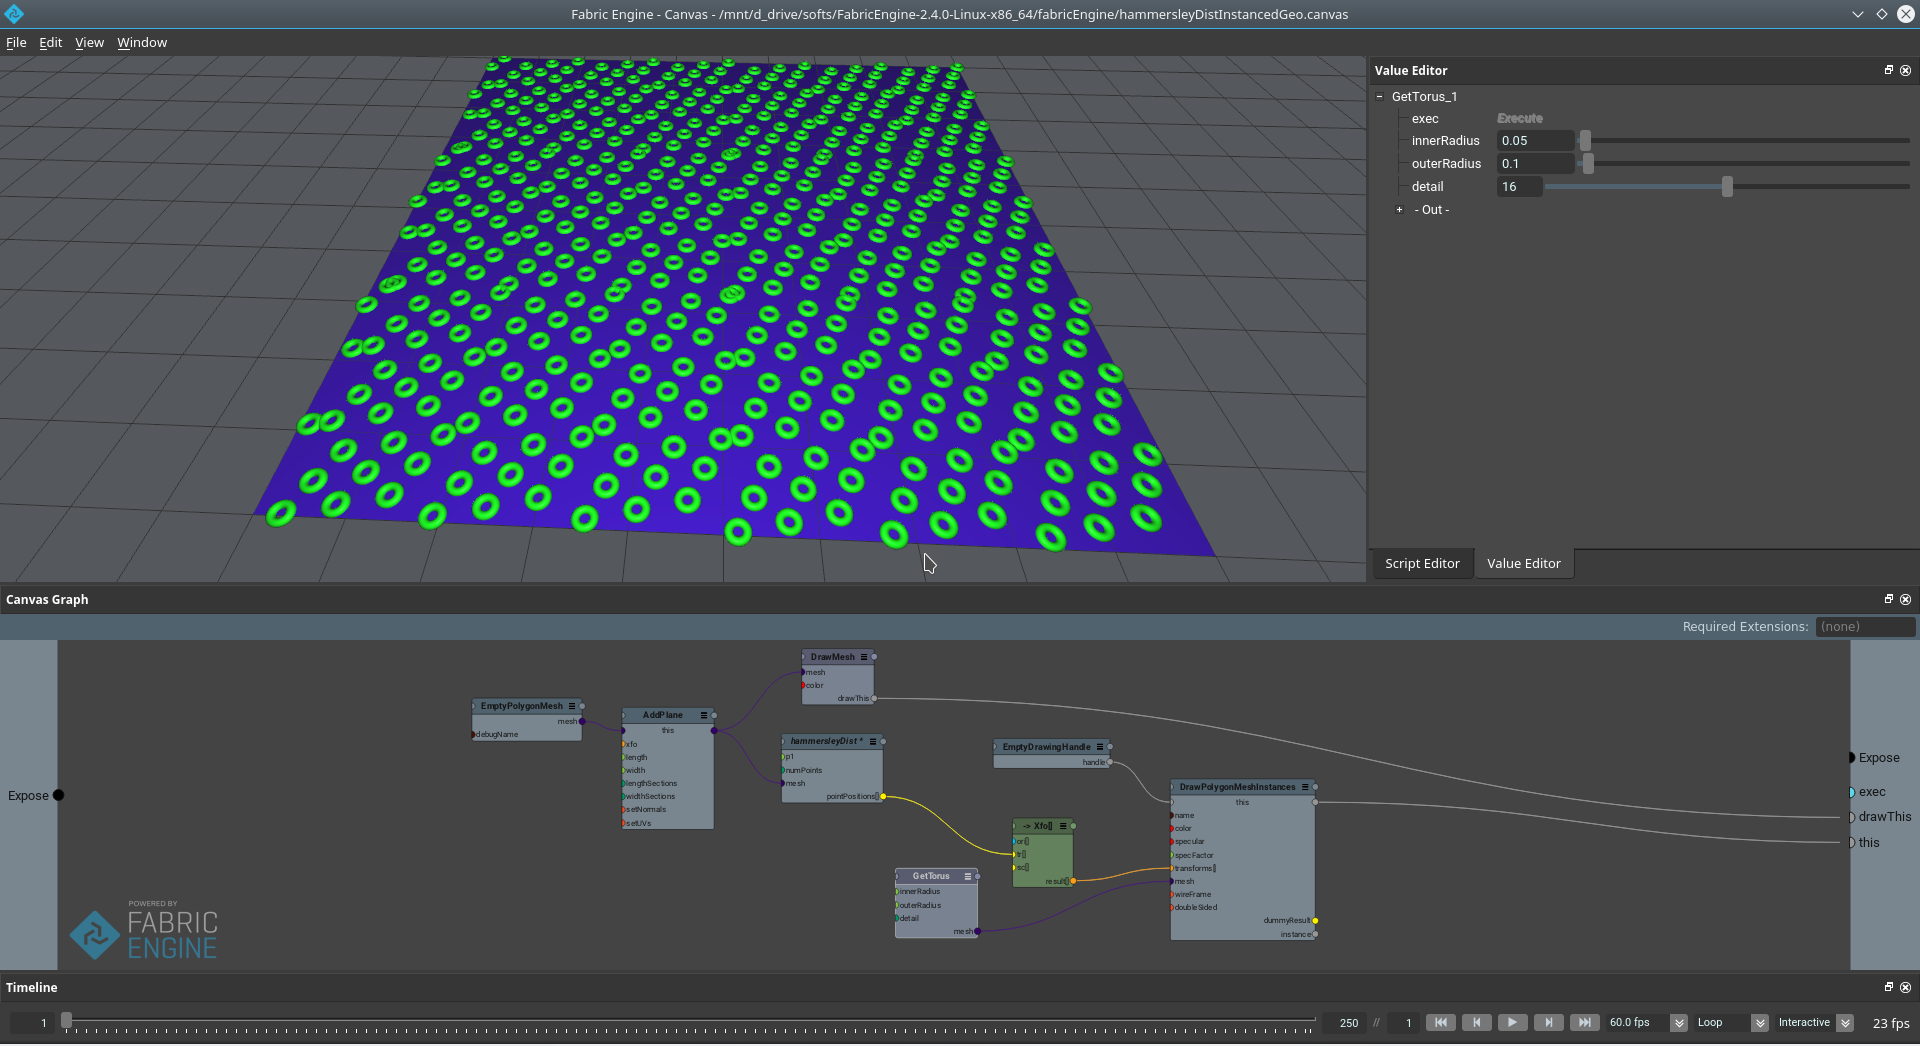 Fabric Engine - Canvas - /mnt/d_drive/softs/FabricEngine-2.4.0-Linux-x86_64/fabricEngine/hammersleyDistInstancedGeo.canvas
File Edit View Window
Value Editor
GetTorus_1
exec Execute
innerRadius 0.05
outerRadius 0.1
detail 16
- Out -
Script Editor Value Editor
Canvas Graph
Required Extensions: (none)
Expose
EmptyPolygonMesh
mesh
debugName
AddPlane
this
xfo
length
width
lengthSections
widthSections
setNormals
setUVs
DrawMesh
mesh
color
drawThis
hammersleyDist *
p1
numPoints
mesh
pointPositions[]
EmptyDrawingHandle
handle
-> Xfo[]
ori[]
tr[]
sc[]
result[]
GetTorus
innerRadius
outerRadius
detail
mesh
DrawPolygonMeshInstances
this
name
color
specular
specFactor
transforms[]
mesh
wireFrame
doubleSided
dummyResult
instance
Expose
exec
drawThis
this
POWERED BY
FABRIC
ENGINE
Timeline
1 250 // 1 60.0 fps Loop Interactive 23 fps